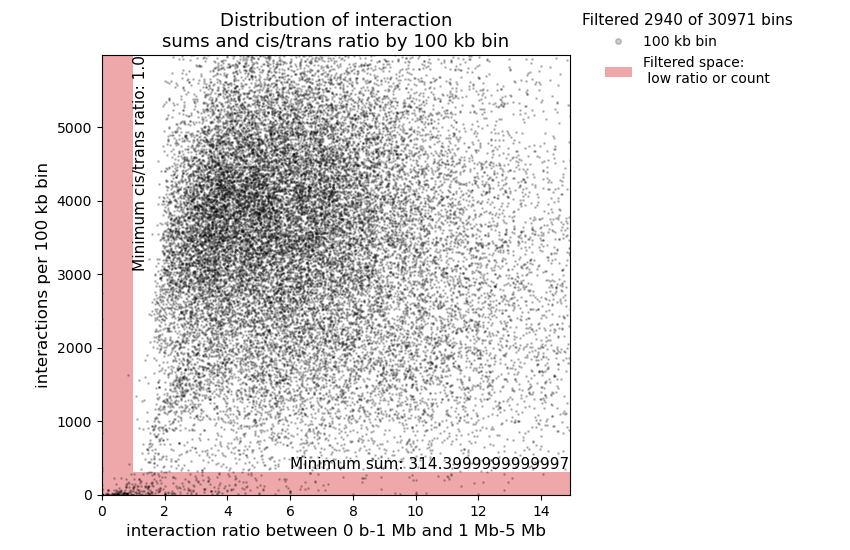 Distribution of interaction
sums and cis/trans ratio by 100 kb bin
Filtered 2940 of 30971 bins
100 kb bin
Filtered space:
low ratio or count
Minimum cis/trans ratio: 1.0
Minimum sum: 314.3999999999997
interactions per 100 kb bin
5000
4000
3000
2000
1000
0
0 2 4 6 8 10 12 14
interaction ratio between 0 b-1 Mb and 1 Mb-5 Mb